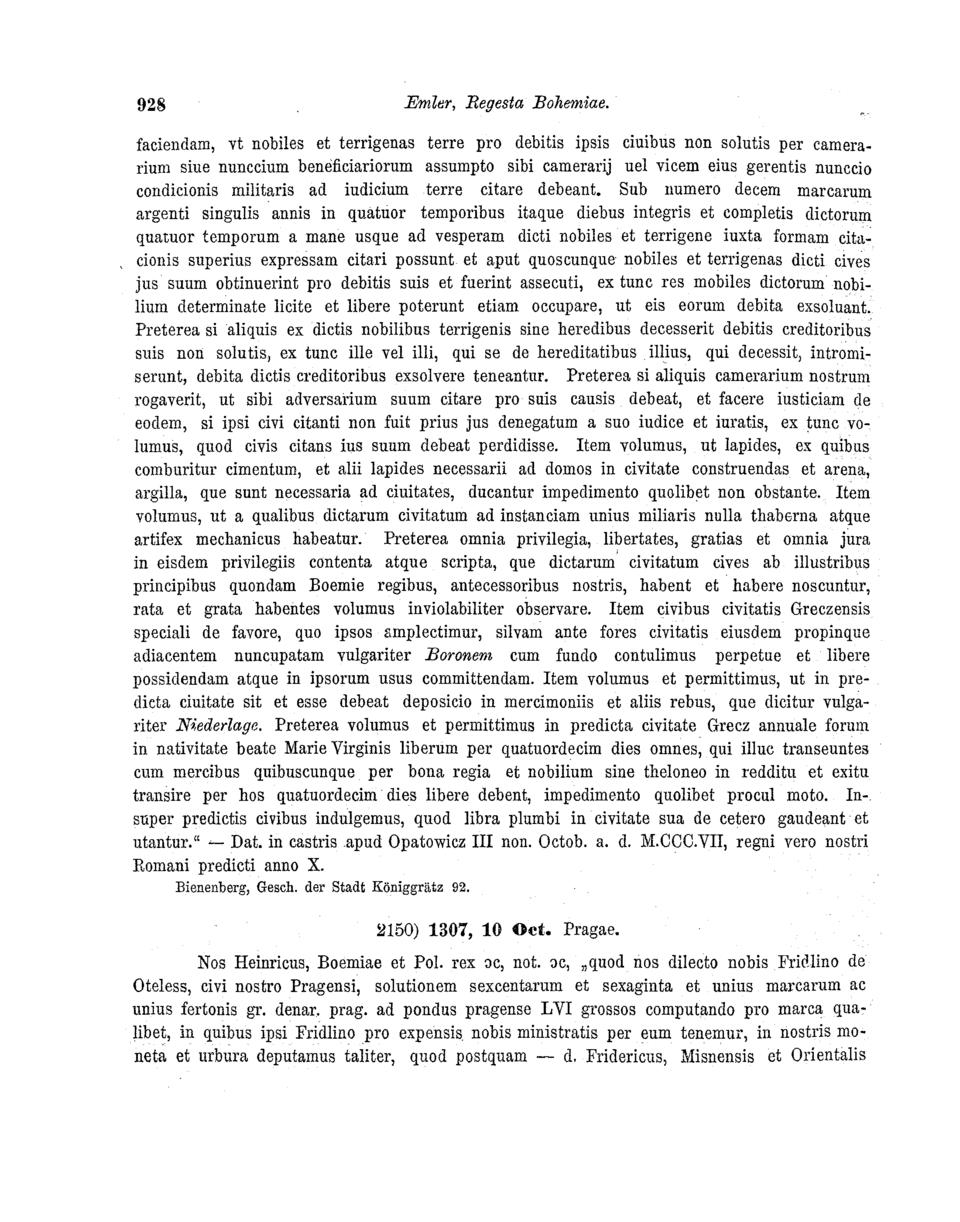 928 Emler, Regesta Bohemiae.
faciendam, vt nobiles et terrigenas terre pro debitis ipsis ciuibus non solutis per camera-
rium siue nunccium beneficiariorum assumpto sibi camerarij uel vicem eius gerentis nunccio
condicionis militaris ad iudicium terre citare debeant. Sub numero decem marcarum
argenti singulis annis in quatuor temporibus itaque diebus integris et completis dictorum
quatuor temporum a mane usque ad vesperam dicti nobiles et terrigene iuxta formam cita-
cionis superius expressam citari possunt et aput quoscunque nobiles et terrigenas dicti cives
jus suum obtinuerint pro debitis suis et fuerint assecuti, ex tunc res mobiles dictorum nobi-
lium determinate licite et libere poterunt etiam occupare, ut eis eorum debita exsoluant.
Preterea si aliquis ex dictis nobilibus terrigenis sine heredibus decesserit debitis creditoribus
suis non solutis, ex tunc ille vel illi, qui se de hereditatibus illius, qui decessit, intromi-
serunt, debita dictis creditoribus exsolvere teneantur. Preterea si aliquis camerarium nostrum
rogaverit, ut sibi adversarium suum citare pro suis causis debeat, et facere iusticiam de
eodem, si ipsi civi citanti non fuit prius jus denegatum a suo iudice et iuratis, ex tunc vo-
lumus, quod civis citans ius suum debeat perdidisse. Item volumus, ut lapides, ex quibus
comburitur cimentum, et alii lapides necessarii ad domos in civitate construendas et arena,
argilla, que sunt necessaria ad ciuitates, ducantur impedimento quolibet non obstante. Item
volumus, ut a qualibus dictarum civitatum ad instanciam unius miliaris nulla thaberna atque
artifex mechanicus habeatur. Preterea omnia privilegia, libertates, gratias et omnia jura
in eisdem privilegiis contenta atque scripta, que dictarum civitatum cives ab illustribus
principibus quondam Boemie regibus, antecessoribus nostris, habent et habere noscuntur,
rata et grata habentes volumus inviolabiliter observare. Item civibus civitatis Greczensis
speciali de favore, quo ipsos amplectimur, silvam ante fores civitatis eiusdem propinque
adiacentem nuncupatam vulgariter Boronem cum fundo contulimus perpetue et libere
possidendam atque in ipsorum usus committendam. Item volumus et permittimus, ut in pre-
dicta ciuitate sit et esse debeat deposicio in mercimoniis et aliis rebus, que dicitur vulga-
riter Niederlage. Preterea volumus et permittimus in predicta civitate Grecz annuale forum
in nativitate beate Marie Virginis liberum per quatuordecim dies omnes, qui illuc transeuntes
cum mercibus quibuscunque per bona regia et nobilium sine theloneo in redditu et exitu
transire per hos quatuordecim dies libere debent, impedimento quolibet procul moto. In-
super predictis civibus indulgemus, quod libra plumbi in civitate sua de cetero gaudeant et
utantur.“ — Dat. in castris apud Opatowicz III non. Octob. a. d. M.CCC.VII, regni vero nostri
Romani predicti anno X.
Bienenberg, Gesch. der Stadt Königgrätz 92.
2150) 1307, 10 Oct. Pragae.
Nos Heinricus, Boemiae et Pol. rex ɔc, not. ɔc, „quod nos dilecto nobis Fridlino de
Oteless, civi nostro Pragensi, solutionem sexcentarum et sexaginta et unius marcarum ac
unius fertonis gr. denar. prag. ad pondus pragense LVI grossos computando pro marca qua-
libet, in quibus ipsi Fridlino pro expensis nobis ministratis per eum tenemur, in nostris mo-
neta et urbura deputamus taliter, quod postquam — d. Fridericus, Misnensis et Orientalis